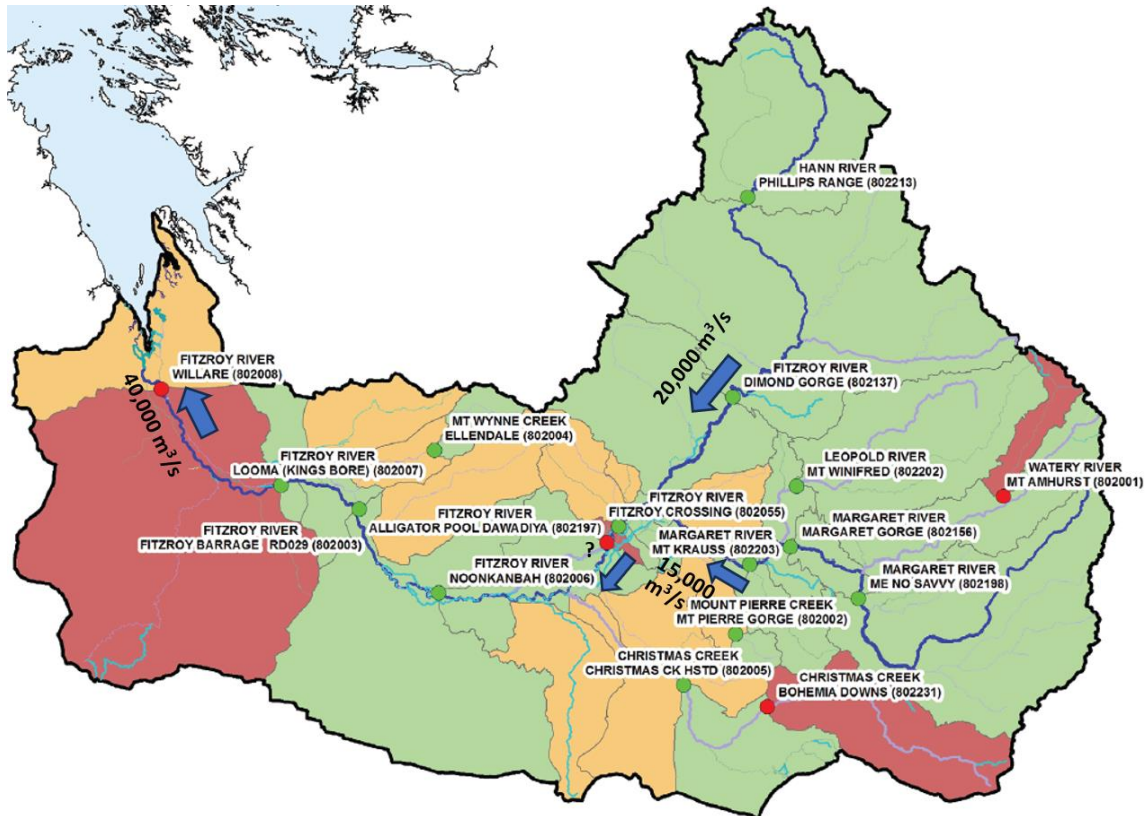 HANN RIVER
PHILLIPS RANGE (802213)
20,000 m³/s
FITZROY RIVER
DIMOND GORGE (802137)
FITZROY RIVER
WILLARE (802008)
40,000 m³/s
MT WYNNE CREEK
ELLENDALE (802004)
FITZROY RIVER
LOOMA (KINGS BORE) (802007)
LEOPOLD RIVER
MT WINIFRED (802202)
WATERY RIVER
MT AMHURST (802001)
FITZROY RIVER
FITZROY CROSSING (802055)
FITZROY RIVER
ALLIGATOR POOL DAWADIYA (802197)
?
MARGARET RIVER
MARGARET GORGE (802156)
FITZROY RIVER
FITZROY BARRAGE - RD029 (802003)
MARGARET RIVER
MT KRAUSS (802203)
FITZROY RIVER
NOONKANBAH (802006)
15,000
m³/s
MARGARET RIVER
ME NO SAVVY (802198)
MOUNT PIERRE CREEK
MT PIERRE GORGE (802002)
CHRISTMAS CREEK
CHRISTMAS CK HSTD (802005)
CHRISTMAS CREEK
BOHEMIA DOWNS (802231)